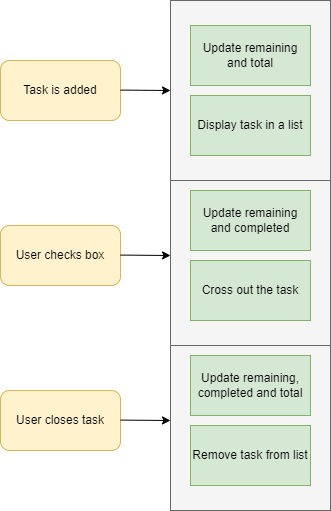 Task is added
Update remaining
and total
Display task in a list
User checks box
Update remaining
and completed
Cross out the task
User closes task
Update remaining,
completed and total
Remove task from list